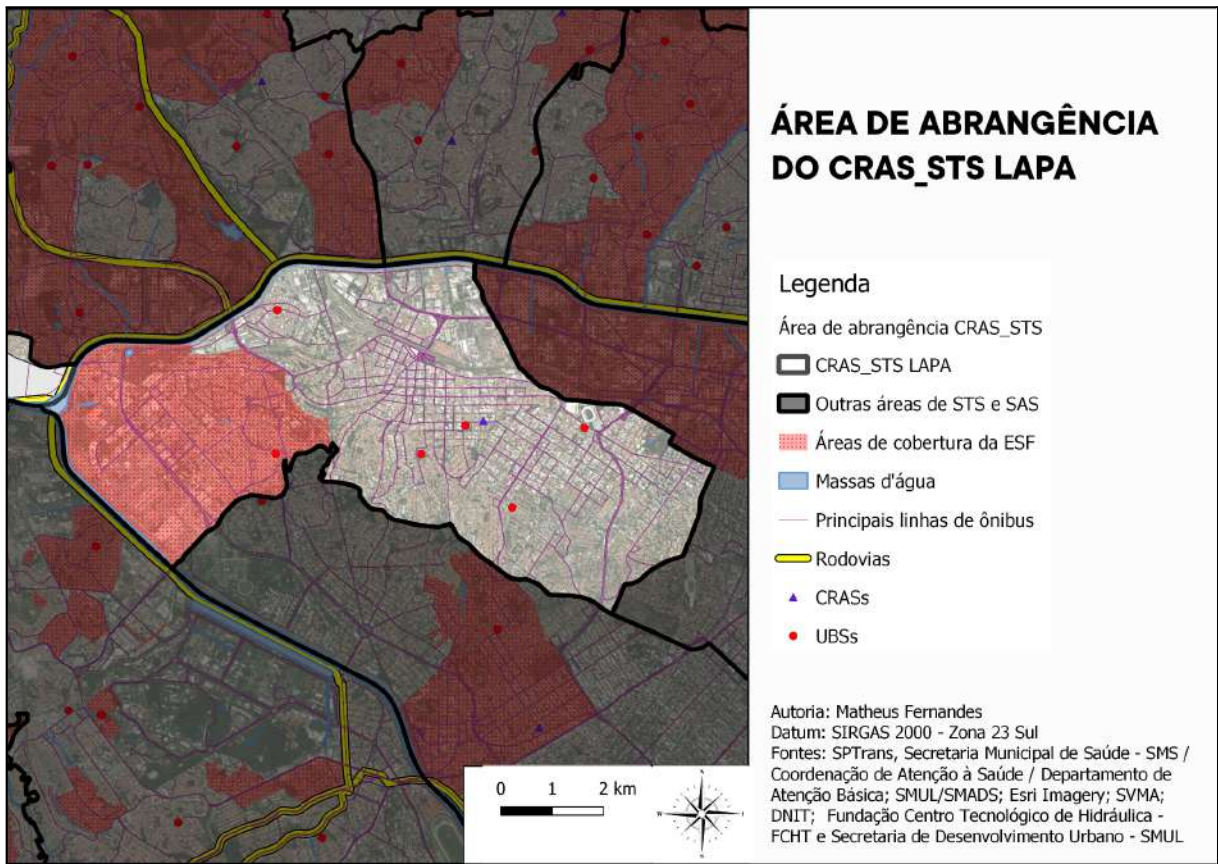 ÁREA DE ABRANGÊNCIA
DO CRAS_STS LAPA
Legenda
Área de abrangência CRAS_STS
CRAS_STS LAPA
Outras áreas de STS e SAS
Áreas de cobertura da ESF
Massas d'água
Principais linhas de ônibus
Rodovias
CRASs
UBSs
Autoria: Matheus Fernandes
Datum: SIRGAS 2000 - Zona 23 Sul
Fontes: SPTrans, Secretaria Municipal de Saúde - SMS /
Coordenação de Atenção à Saúde / Departamento de
Atenção Básica; SMUL/SMADS; Esri Imagery; SVMA;
DNIT; Fundação Centro Tecnológico de Hidráulica -
FCHT e Secretaria de Desenvolvimento Urbano - SMUL
0 1 2 km